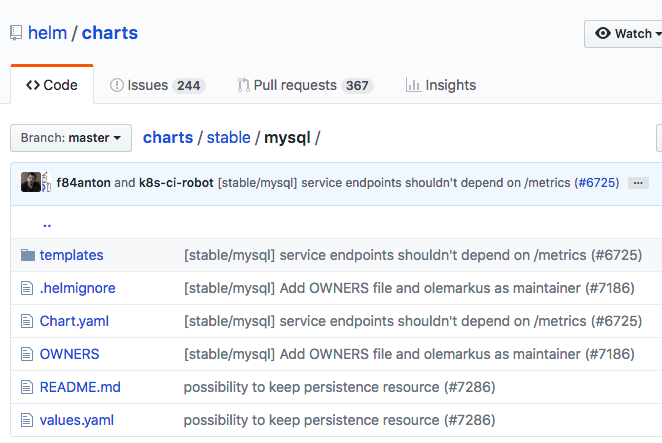 helm / charts
Watch
Code
Issues 244
Pull requests 367
Insights
Branch: master
charts / stable / mysql /
f84anton and k8s-ci-robot [stable/mysql] service endpoints shouldn't depend on /metrics (#6725) ...
..
templates [stable/mysql] service endpoints shouldn't depend on /metrics (#6725)
.helmignore [stable/mysql] Add OWNERS file and olemarkus as maintainer (#7186)
Chart.yaml [stable/mysql] service endpoints shouldn't depend on /metrics (#6725)
OWNERS [stable/mysql] Add OWNERS file and olemarkus as maintainer (#7186)
README.md possibility to keep persistence resource (#7286)
values.yaml possibility to keep persistence resource (#7286)